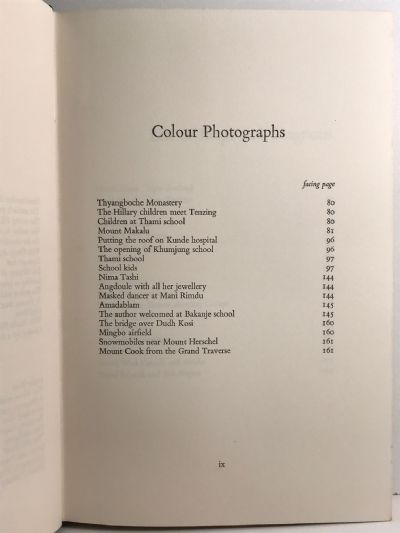 Colour Photographs
facing page
Thyangboche Monastery 80
The Hillary children meet Tenzing 80
Children at Thami school 80
Mount Makalu 81
Putting the roof on Kunde hospital 96
The opening of Khumjung school 96
Thami school 97
School kids 97
Nima Tashi 144
Angdoule with all her jewellery 144
Masked dancer at Mani Rimdu 144
Amadablam 145
The author welcomed at Bakanje school 145
The bridge over Dudh Kosi 160
Mingbo airfield 160
Snowmobiles near Mount Herschel 161
Mount Cook from the Grand Traverse 161
ix